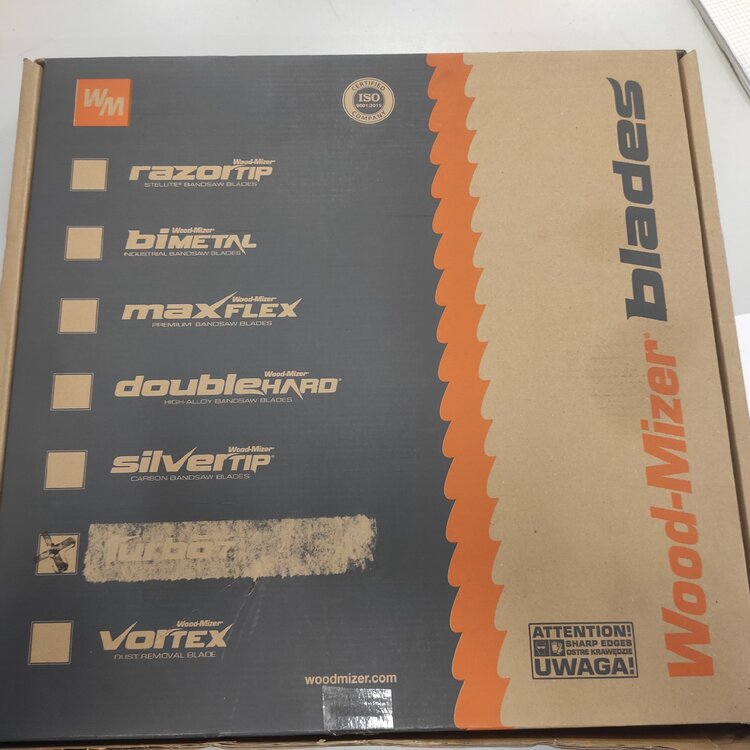 WM
CERTIFIED
ISO
9001:2015
COMPANY
Wood-Mizer®
razorTIP
STELLITE® BANDSAW BLADES
Wood-Mizer®
biMETAL
INDUSTRIAL BANDSAW BLADES
Wood-Mizer®
maxFLEX
PREMIUM BANDSAW BLADES
Wood-Mizer®
doubleHARD®
HIGH-ALLOY BANDSAW BLADES
Wood-Mizer®
silverTIP®
CARBON BANDSAW BLADES
Turbo7
Wood-Mizer®
vorTEX
DUST REMOVAL BLADE
woodmizer.com
Wood-Mizer® blades
ATTENTION!
SHARP EDGES
OSTRE KRAWĘDZIE
UWAGA!